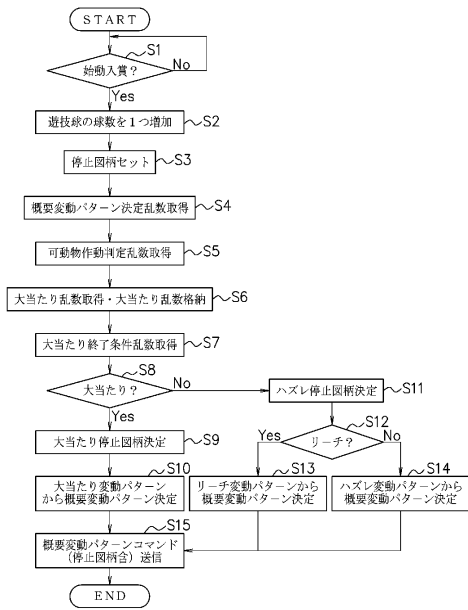 START
S1
始動入賞?
No
Yes
遊技球の球数を1つ増加
S2
停止図柄セット
S3
概要変動パターン決定乱数取得
S4
可動物作動判定乱数取得
S5
大当たり乱数取得・大当たり乱数格納
S6
大当たり終了条件乱数取得
S7
S8
大当たり?
No
Yes
ハズレ停止図柄決定
S11
大当たり停止図柄決定
S9
S12
リーチ?
Yes
No
S10
大当たり変動パターン
から概要変動パターン決定
S13
リーチ変動パターンから
概要変動パターン決定
S14
ハズレ変動パターンから
概要変動パターン決定
S15
概要変動パターンコマンド
(停止図柄含)送信
END